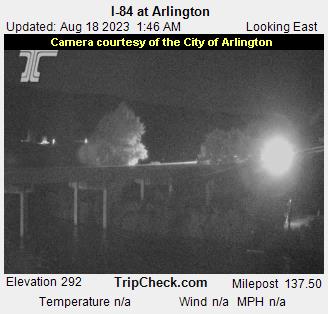 I-84 at Arlington
Updated: Aug 18 2023 1:46 AM Looking East
Camera courtesy of the City of Arlington
Elevation 292 TripCheck.com Milepost 137.50
Temperature n/a Wind n/a MPH n/a